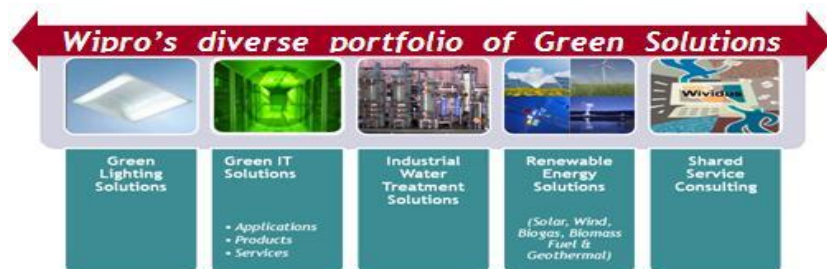 Wipro's diverse portfolio of Green Solutions
Wividus
Green
Lighting
Solutions
Green IT
Solutions
• Applications
• Products
• Services
Industrial
Water
Treatment
Solutions
Renewable
Energy
Solutions
(Solar, Wind,
Biogas, Biomass
Fuel &
Geothermal)
Shared
Service
Consulting